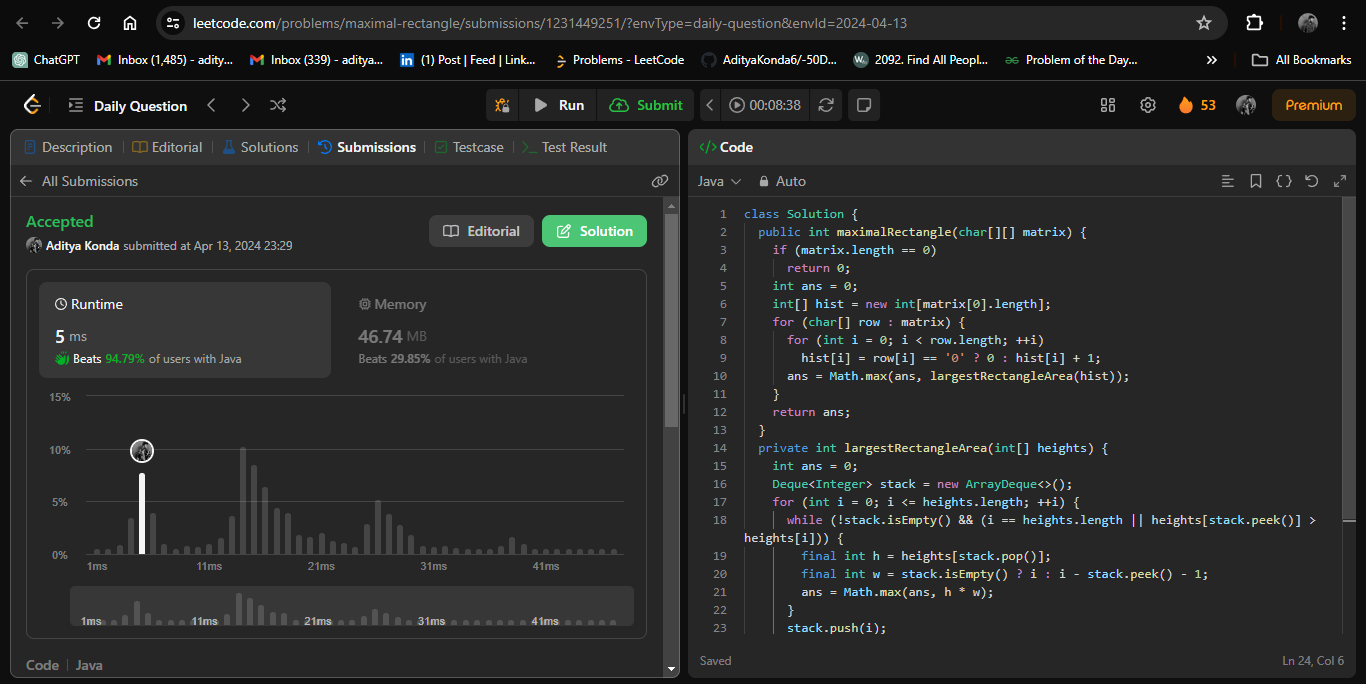 leetcode.com/problems/maximal-rectangle/submissions/1231449251/?envType=daily-question&envId=2024-04-13
ChatGPT
Inbox (1,485) - adity...
Inbox (339) - aditya...
(1) Post | Feed | Link...
Problems - LeetCode
AdityaKonda6/-50D...
2092. Find All Peopl...
Problem of the Day...
»
All Bookmarks
Daily Question
Run
Submit
00:08:38
53
Premium
Description
Editorial
Solutions
Submissions
Testcase
Test Result
</> Code
All Submissions
Java
Auto
Accepted
Aditya Konda submitted at Apr 13, 2024 23:29
Editorial
Solution
Runtime
5 ms
Beats 94.79% of users with Java
Memory
46.74 MB
Beats 29.85% of users with Java
15%
10%
5%
0%
1ms
11ms
21ms
31ms
41ms
1ms
11ms
21ms
31ms
41ms
Code | Java
1 class Solution {
2 public int maximalRectangle(char[][] matrix) {
3 if (matrix.length == 0)
4 return 0;
5 int ans = 0;
6 int[] hist = new int[matrix[0].length];
7 for (char[] row : matrix) {
8 for (int i = 0; i < row.length; ++i)
9 hist[i] = row[i] == '0' ? 0 : hist[i] + 1;
10 ans = Math.max(ans, largestRectangleArea(hist));
11 }
12 return ans;
13 }
14 private int largestRectangleArea(int[] heights) {
15 int ans = 0;
16 Deque<Integer> stack = new ArrayDeque<>();
17 for (int i = 0; i <= heights.length; ++i) {
18 while (!stack.isEmpty() && (i == heights.length || heights[stack.peek()] >
heights[i])) {
19 final int h = heights[stack.pop()];
20 final int w = stack.isEmpty() ? i : i - stack.peek() - 1;
21 ans = Math.max(ans, h * w);
22 }
23 stack.push(i);
Saved
Ln 24, Col 6